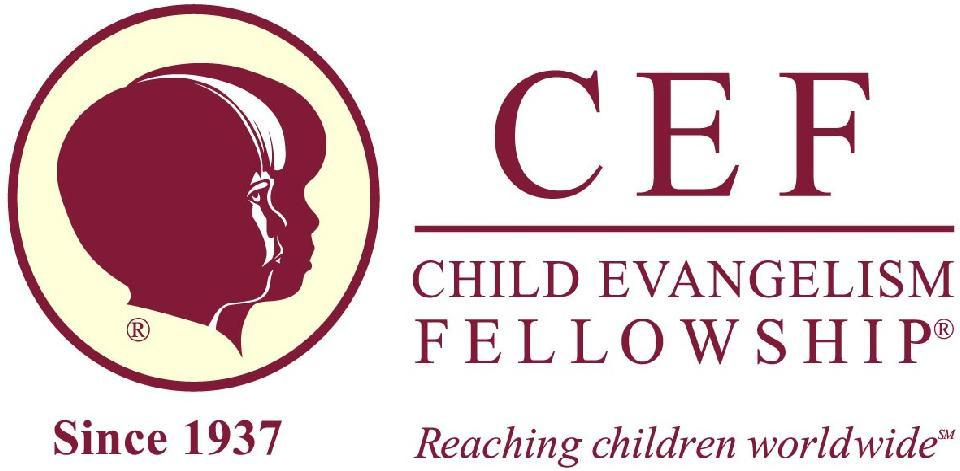 ®
Since 1937
CEF
CHILD EVANGELISM
FELLOWSHIP®
Reaching children worldwide℠